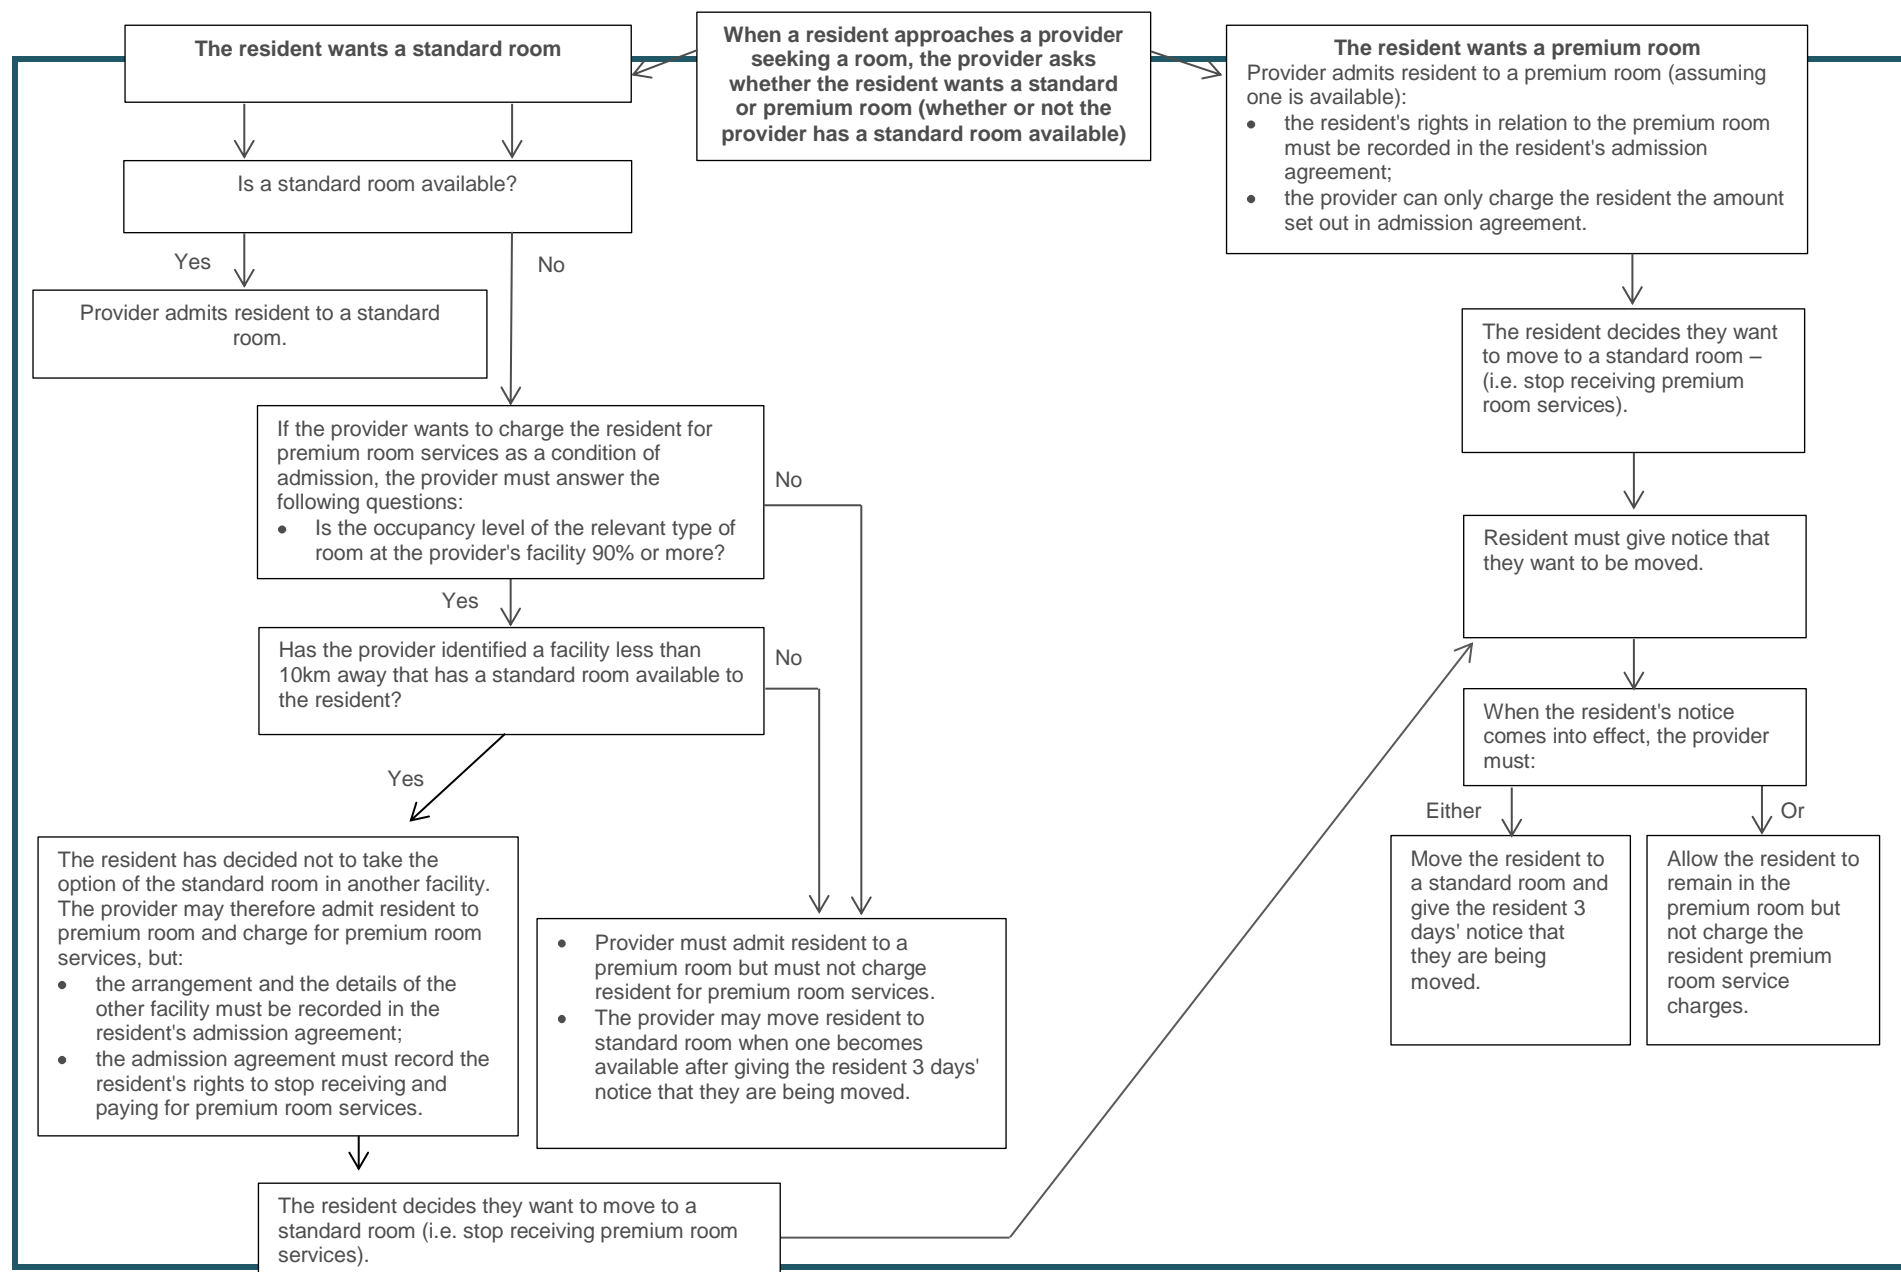 The resident wants a standard room
When a resident approaches a provider
seeking a room, the provider asks
whether the resident wants a standard
or premium room (whether or not the
provider has a standard room available)
The resident wants a premium room
Provider admits resident to a premium room (assuming
one is available):
• the resident's rights in relation to the premium room
must be recorded in the resident's admission
agreement;
• the provider can only charge the resident the amount
set out in admission agreement.
Is a standard room available?
Yes
No
Provider admits resident to a standard
room.
If the provider wants to charge the resident for
premium room services as a condition of
admission, the provider must answer the
following questions:
• Is the occupancy level of the relevant type of
room at the provider's facility 90% or more?
No
Yes
Has the provider identified a facility less than
10km away that has a standard room available to
the resident?
No
Yes
The resident has decided not to take the
option of the standard room in another facility.
The provider may therefore admit resident to
premium room and charge for premium room
services, but:
• the arrangement and the details of the
other facility must be recorded in the
resident's admission agreement;
• the admission agreement must record the
resident's rights to stop receiving and
paying for premium room services.
• Provider must admit resident to a
premium room but must not charge
resident for premium room services.
• The provider may move resident to
standard room when one becomes
available after giving the resident 3 days'
notice that they are being moved.
The resident decides they want to move to a
standard room (i.e. stop receiving premium room
services).
The resident decides they want
to move to a standard room –
(i.e. stop receiving premium
room services).
Resident must give notice that
they want to be moved.
When the resident's notice
comes into effect, the provider
must:
Either
Or
Move the resident to
a standard room and
give the resident 3
days' notice that
they are being
moved.
Allow the resident to
remain in the
premium room but
not charge the
resident premium
room service
charges.